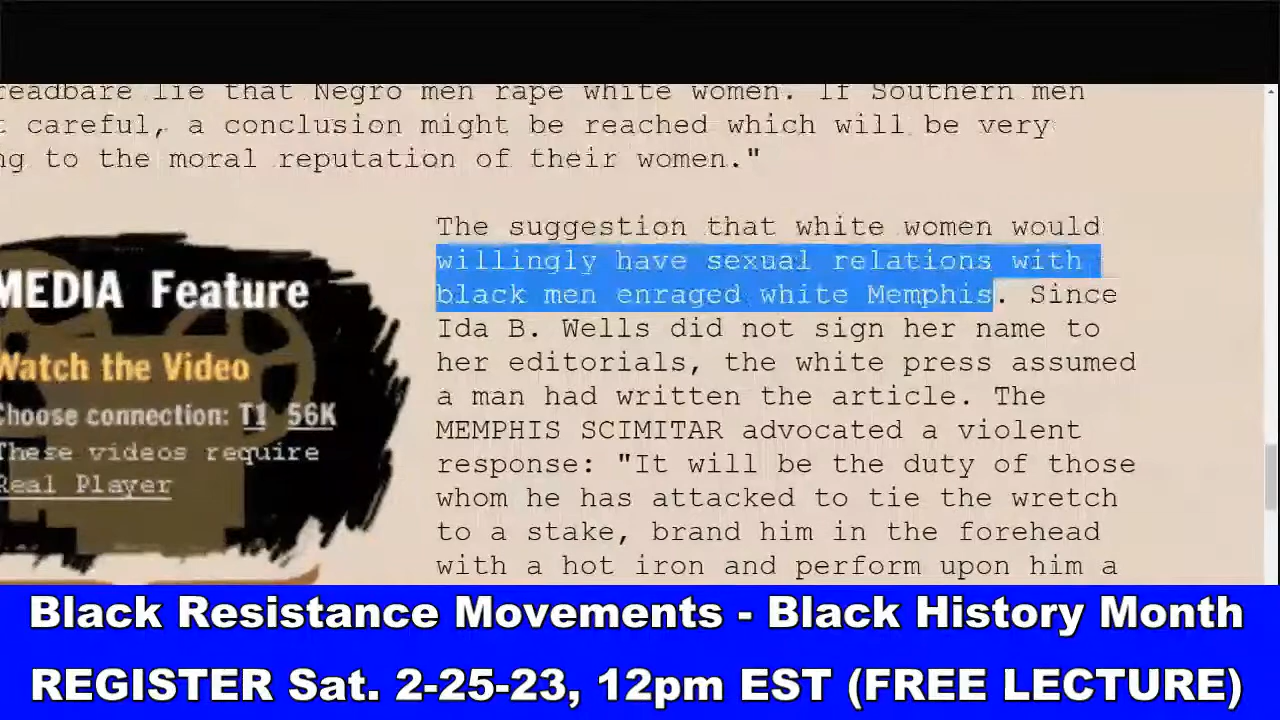 readbare lie that Negro men rape white women. If Southern men
t careful, a conclusion might be reached which will be very
ng to the moral reputation of their women."
The suggestion that white women would
willingly have sexual relations with
black men enraged white Memphis. Since
Ida B. Wells did not sign her name to
her editorials, the white press assumed
a man had written the article. The
MEMPHIS SCIMITAR advocated a violent
response: "It will be the duty of those
whom he has attacked to tie the wretch
to a stake, brand him in the forehead
with a hot iron and perform upon him a
MEDIA Feature
Watch the Video
Choose connection: T1 56K
These videos require
Real Player
Black Resistance Movements - Black History Month
REGISTER Sat. 2-25-23, 12pm EST (FREE LECTURE)